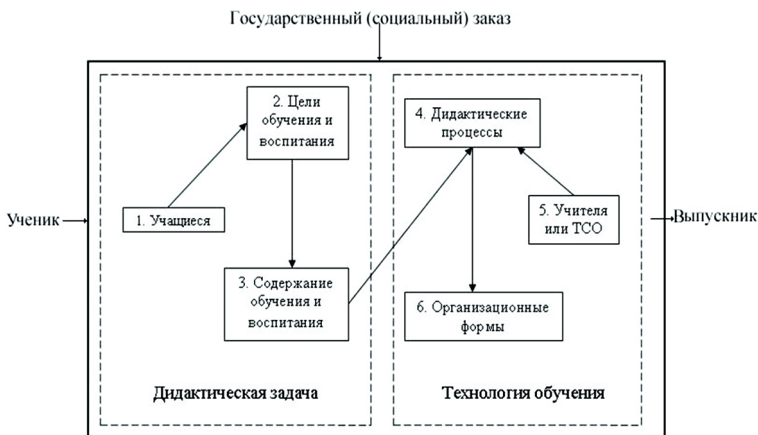 Государственный (социальный) заказ
2. Цели
обучения и
воспитания
4. Дидактические
процессы
Ученик
1. Учащиеся
5. Учителя
или ТСО
Выпускник
3. Содержание
обучения и
воспитания
6. Организационные
формы
Дидактическая задача
Технология обучения